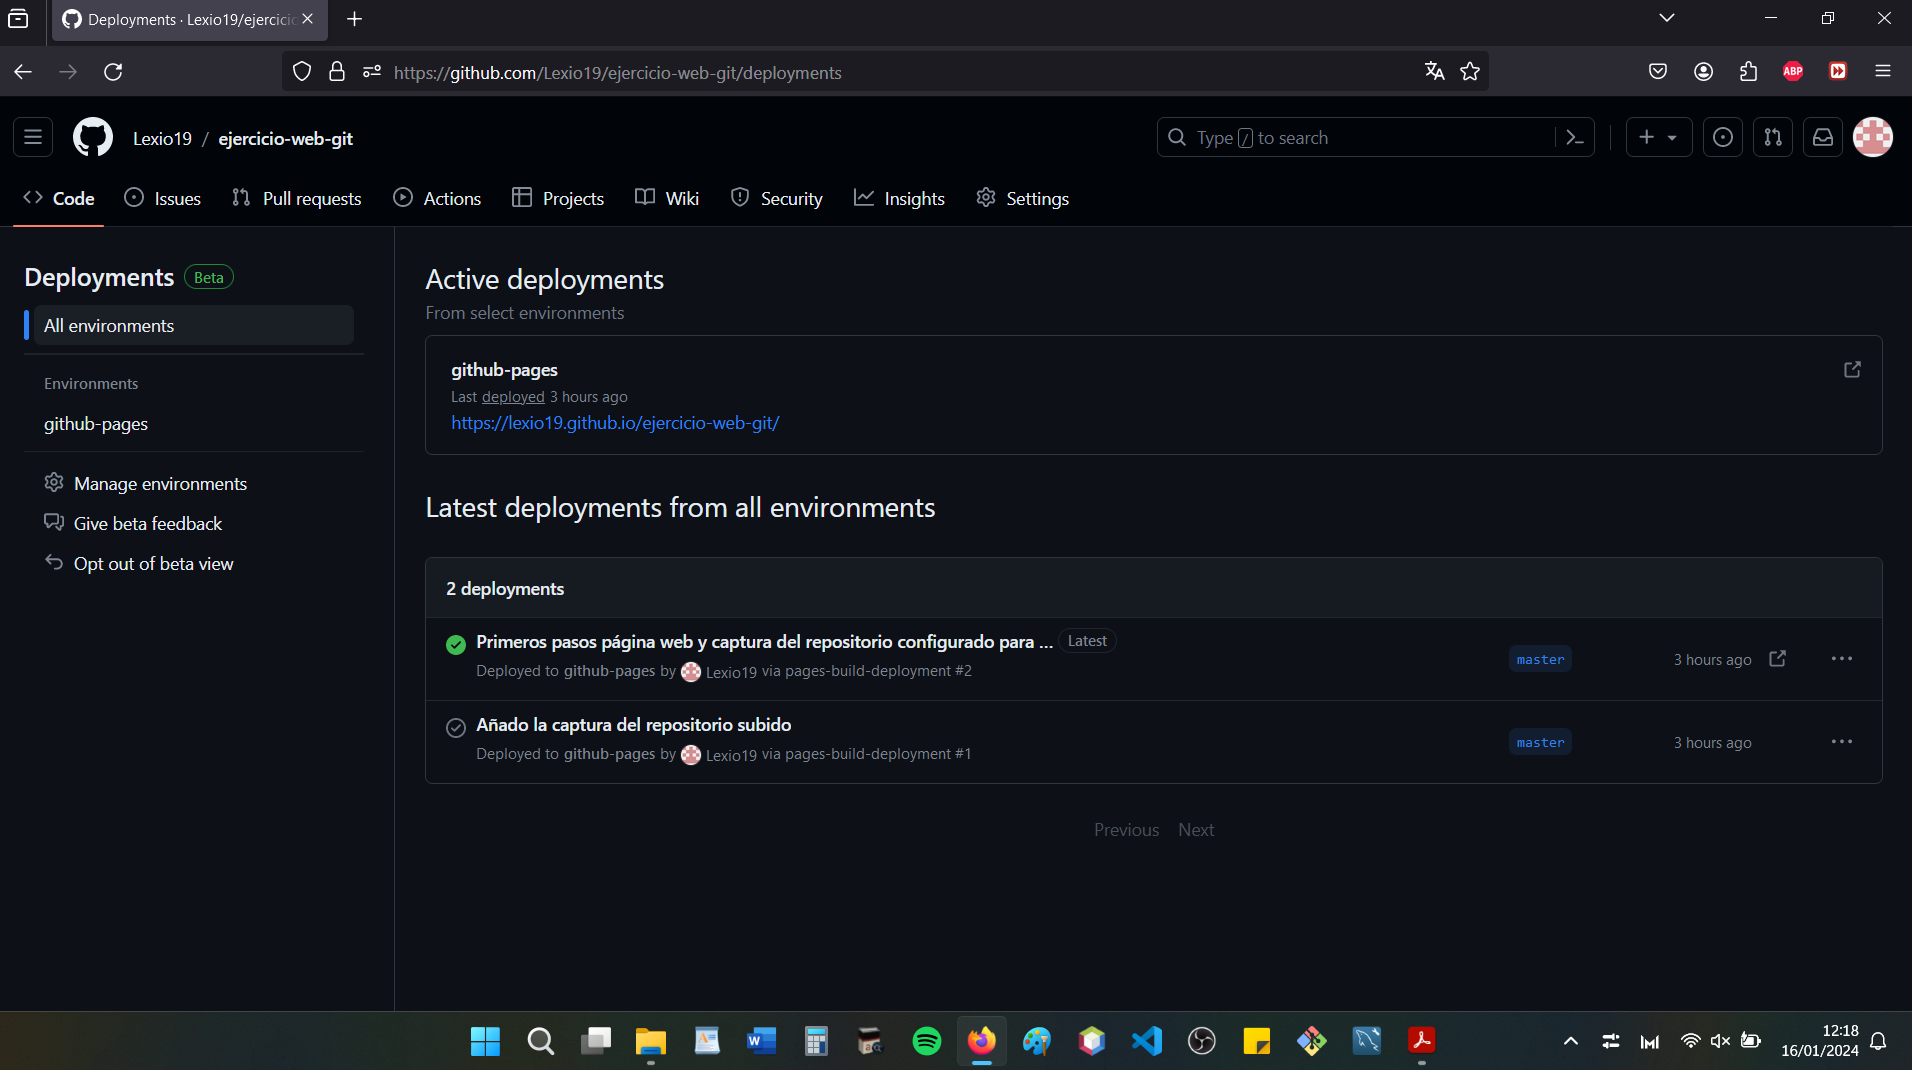 Deployments · Lexio19/ejercicio
https://github.com/Lexio19/ejercicio-web-git/deployments
ABP
Lexio19 / ejercicio-web-git
Type / to search
Code
Issues
Pull requests
Actions
Projects
Wiki
Security
Insights
Settings
Deployments Beta
All environments
Environments
github-pages
Manage environments
Give beta feedback
Opt out of beta view
Active deployments
From select environments
github-pages
Last deployed 3 hours ago
https://lexio19.github.io/ejercicio-web-git/
Latest deployments from all environments
2 deployments
Primeros pasos página web y captura del repositorio configurado para ... Latest
Deployed to github-pages by Lexio19 via pages-build-deployment #2
master
3 hours ago
Añado la captura del repositorio subido
Deployed to github-pages by Lexio19 via pages-build-deployment #1
master
3 hours ago
Previous Next
12:18
16/01/2024